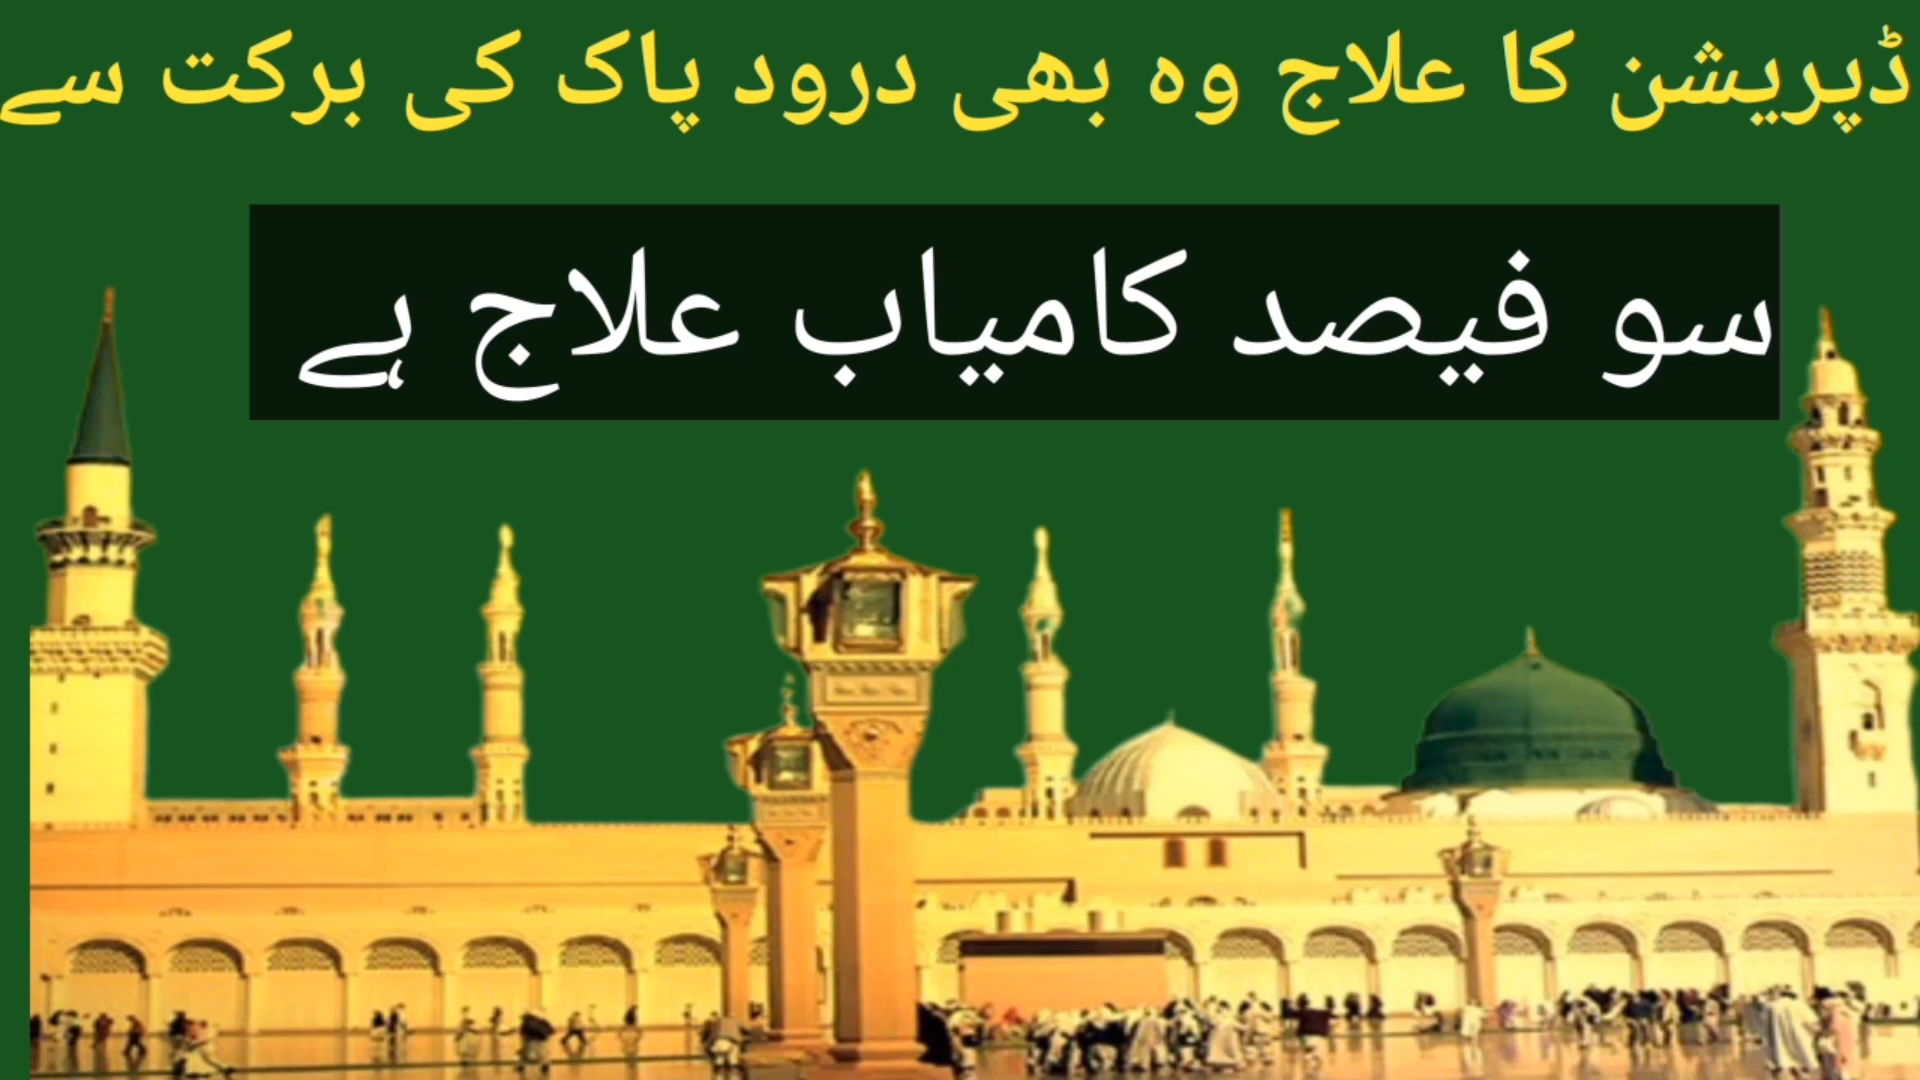 ڈپریشن کا علاج وہ بھی درود پاک کی برکت سے
سو فیصد کامیاب علاج ہے